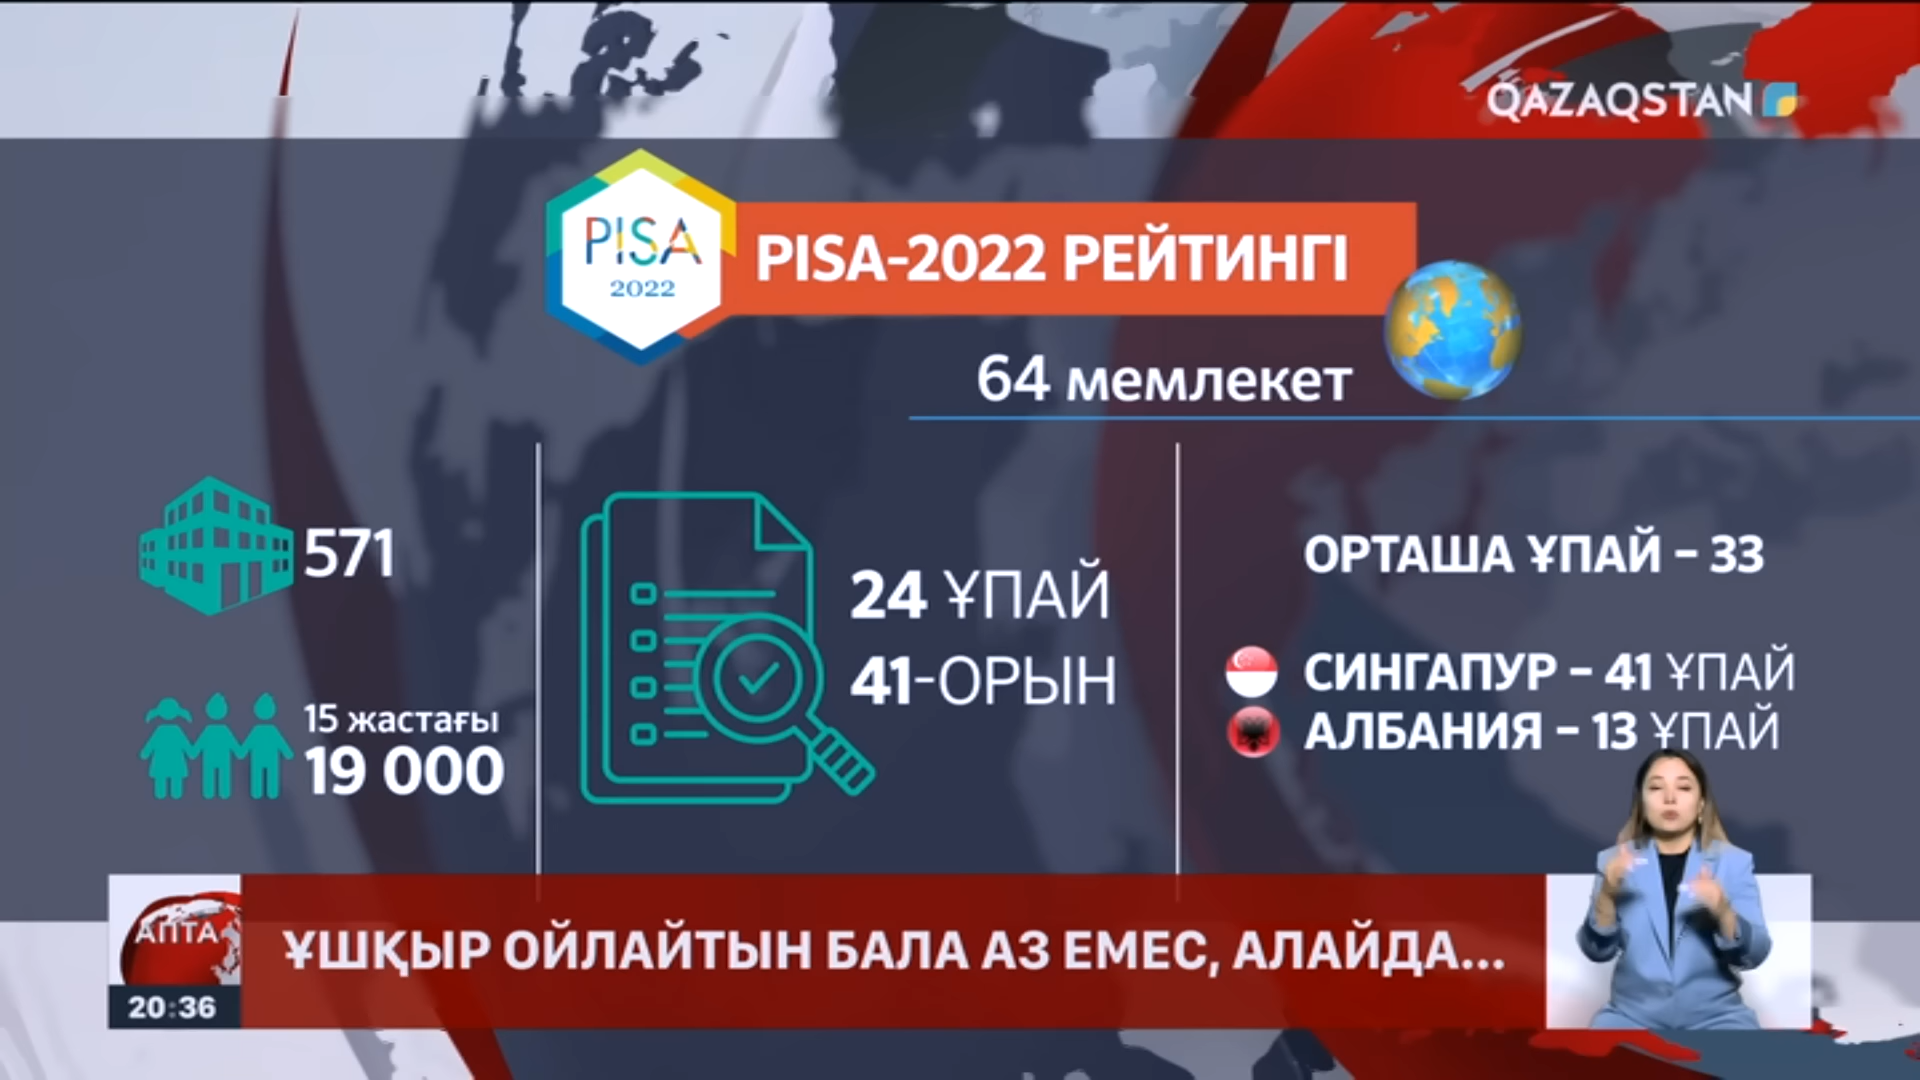 QAZAQSTAN
PISA
2022
PISA-2022 РЕЙТИНГІ
64 мемлекет
571
15 жастағы
19 000
24 ҰПАЙ
41-ОРЫН
ОРТАША ҰПАЙ – 33
СИНГАПУР – 41 ҰПАЙ
АЛБАНИЯ – 13 ҰПАЙ
АПТА
20:36
ҰШҚЫР ОЙЛАЙТЫН БАЛА АЗ ЕМЕС, АЛАЙДА...